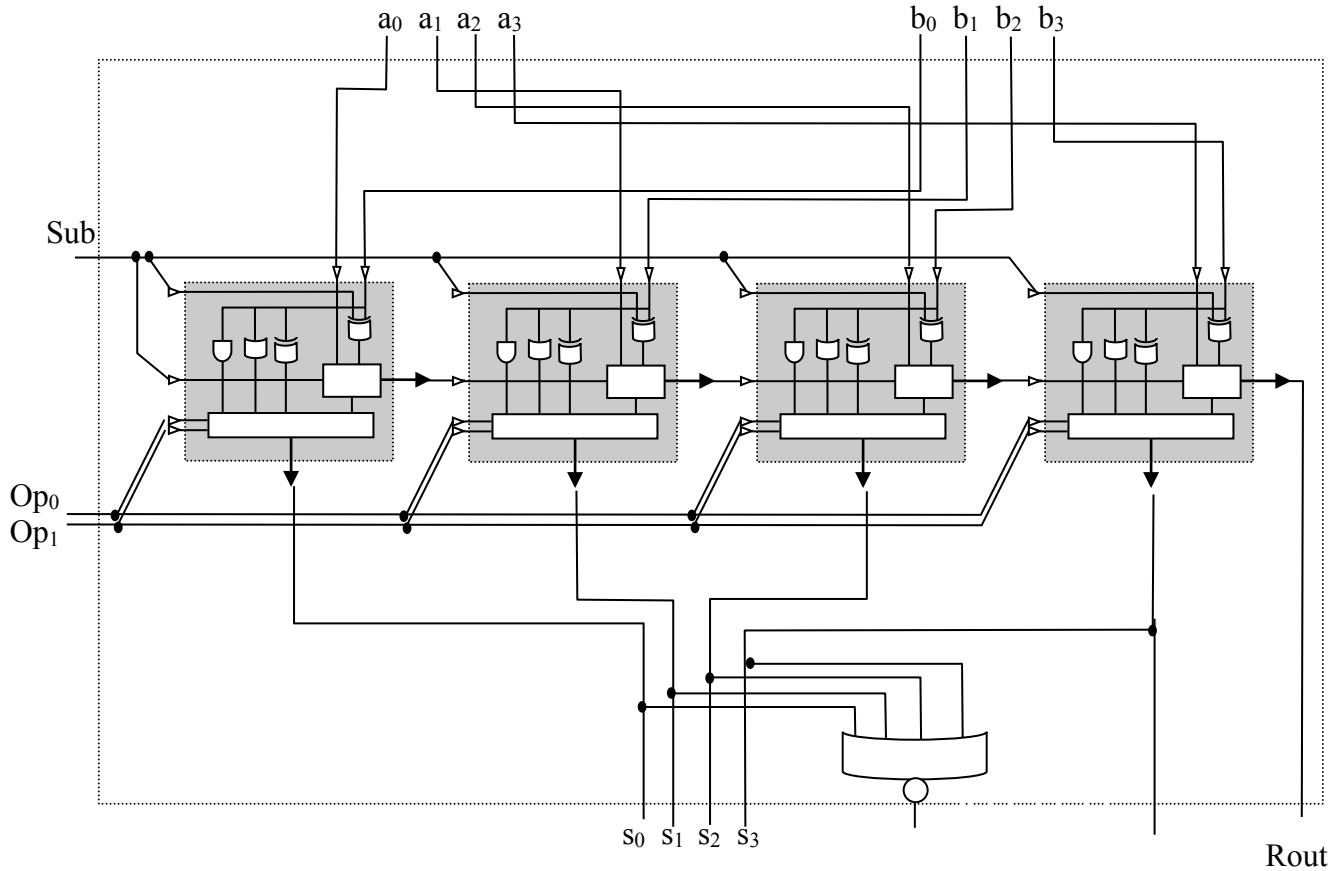 a₀ a₁ a₂ a₃ b₀ b₁ b₂ b₃
Sub
Op₀
Op₁
s₀ s₁ s₂ s₃
Rout